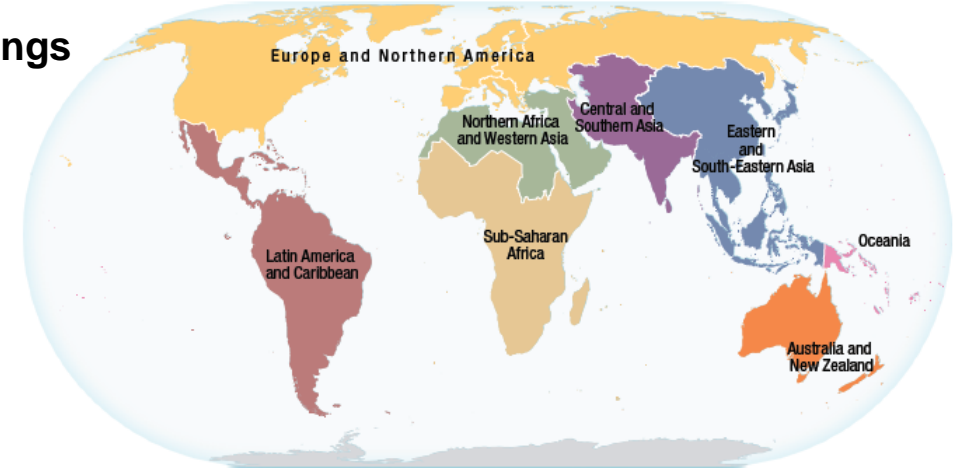 ngs
Europe and Northern America
Northern Africa
and Western Asia
Central and
Southern Asia
Eastern
and
South-Eastern Asia
Sub-Saharan
Africa
Oceania
Latin America
and Caribbean
Australia and
New Zealand